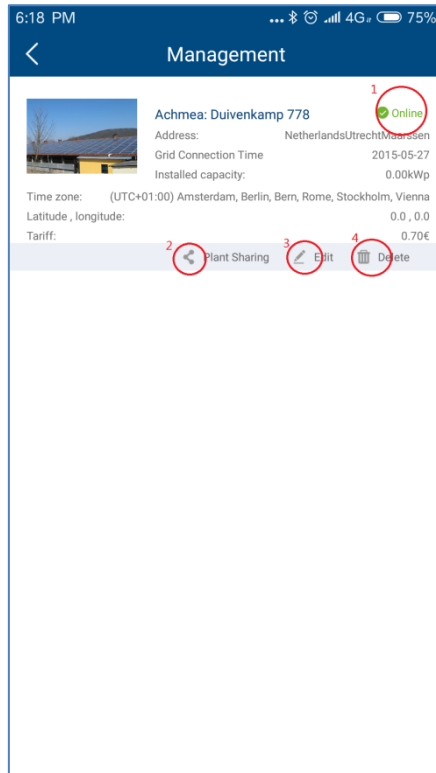 6:18 PM ... 4G 75%
Management
1
Achmea: Duivenkamp 778 Online
Address: NetherlandsUtrechtMaarssen
Grid Connection Time 2015-05-27
Installed capacity: 0.00kWp
Time zone: (UTC+01:00) Amsterdam, Berlin, Bern, Rome, Stockholm, Vienna
Latitude , longitude: 0.0 , 0.0
Tariff: 0.70€
2 Plant Sharing 3 Edit 4 Delete